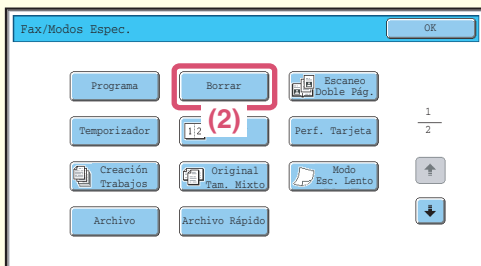 Fax/Modos Espec.
OK
Programa
Borrar
Escaneo
Doble Pág.
(2)
Temporizador
1 2
Perf. Tarjeta
1
2
Creación
Trabajos
Original
Tam. Mixto
Modo
Esc. Lento
Archivo
Archivo Rápido